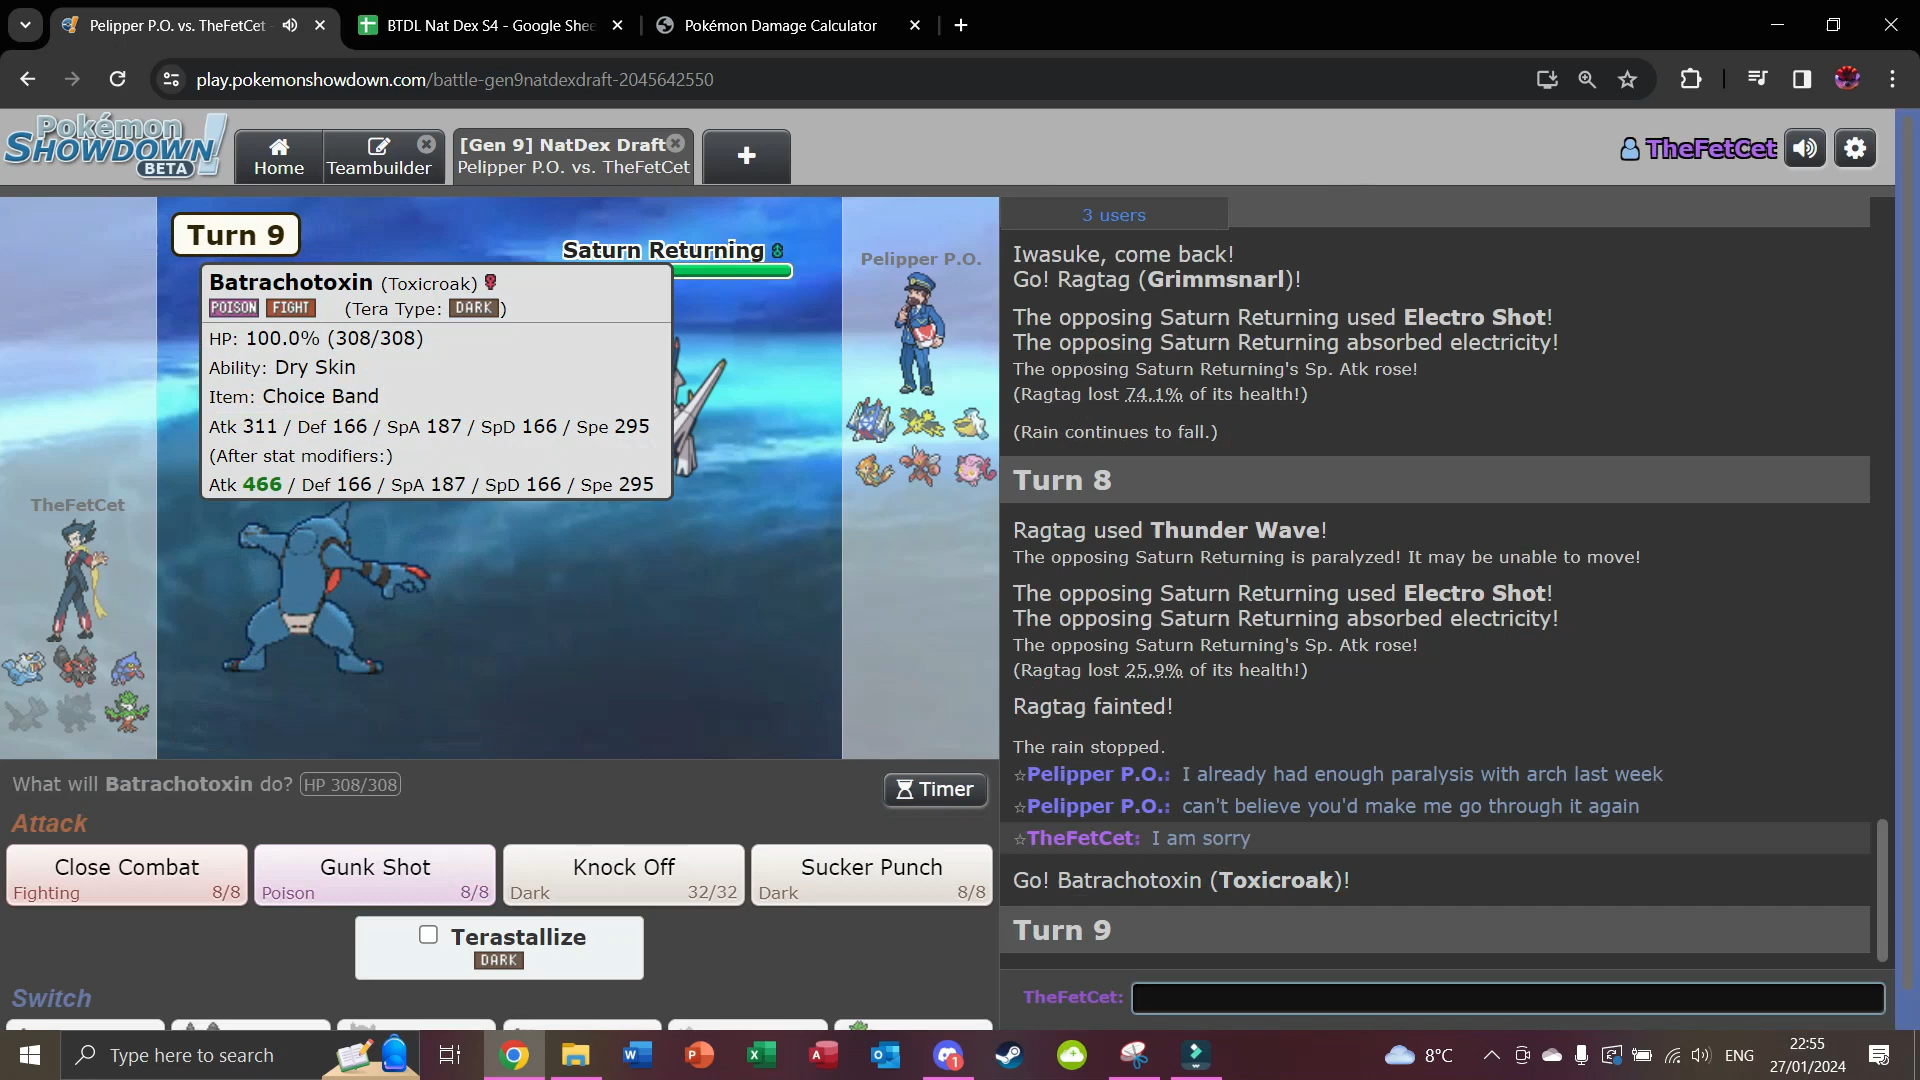 Pelipper P.O. vs. TheFetCet -
BTDL Nat Dex S4 - Google Shee
Pokémon Damage Calculator
play.pokemonshowdown.com/battle-gen9natdexdraft-2045642550
Pokémon
SHOWDOWN!
BETA
Home
Teambuilder
[Gen 9] NatDex Draft
Pelipper P.O. vs. TheFetCet
TheFetCet
Turn 9
Saturn Returning
Batrachotoxin (Toxicroak)
POISON FIGHT (Tera Type: DARK)
HP: 100.0% (308/308)
Ability: Dry Skin
Item: Choice Band
Atk 311 / Def 166 / SpA 187 / SpD 166 / Spe 295
(After stat modifiers:)
Atk 466 / Def 166 / SpA 187 / SpD 166 / Spe 295
Pelipper P.O.
TheFetCet
What will Batrachotoxin do? HP 308/308
Timer
Attack
Close Combat
Fighting 8/8
Gunk Shot
Poison 8/8
Knock Off
Dark 32/32
Sucker Punch
Dark 8/8
Terastallize
DARK
Switch
3 users
Iwasuke, come back!
Go! Ragtag (Grimmsnarl)!
The opposing Saturn Returning used Electro Shot!
The opposing Saturn Returning absorbed electricity!
The opposing Saturn Returning's Sp. Atk rose!
(Ragtag lost 74.1% of its health!)
(Rain continues to fall.)
Turn 8
Ragtag used Thunder Wave!
The opposing Saturn Returning is paralyzed! It may be unable to move!
The opposing Saturn Returning used Electro Shot!
The opposing Saturn Returning absorbed electricity!
The opposing Saturn Returning's Sp. Atk rose!
(Ragtag lost 25.9% of its health!)
Ragtag fainted!
The rain stopped.
☆Pelipper P.O.: I already had enough paralysis with arch last week
☆Pelipper P.O.: can't believe you'd make me go through it again
☆TheFetCet: I am sorry
Go! Batrachotoxin (Toxicroak)!
Turn 9
TheFetCet:
Type here to search
8°C
ENG
22:55
27/01/2024